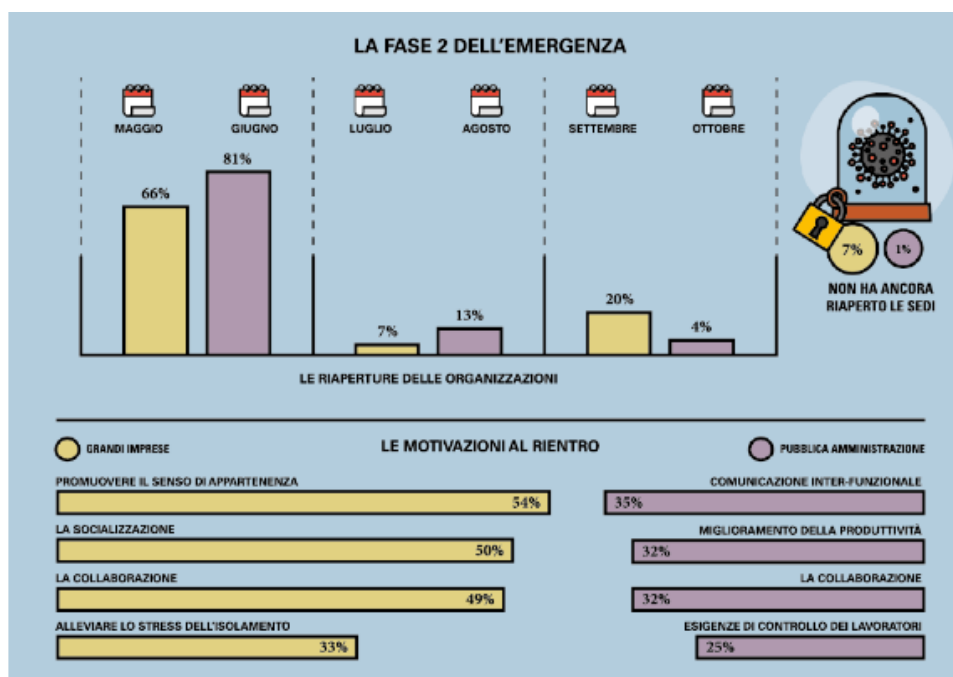 LA FASE 2 DELL'EMERGENZA
MAGGIO
GIUGNO
LUGLIO
AGOSTO
SETTEMBRE
OTTOBRE
66%
81%
7%
13%
20%
4%
7%
1%
NON HA ANCORA
RIAPERTO LE SEDI
LE RIAPERTURE DELLE ORGANIZZAZIONI
GRANDI IMPRESE
LE MOTIVAZIONI AL RIENTRO
PUBBLICA AMMINISTRAZIONE
PROMUOVERE IL SENSO DI APPARTENENZA
54%
LA SOCIALIZZAZIONE
50%
LA COLLABORAZIONE
49%
ALLEVIARE LO STRESS DELL'ISOLAMENTO
33%
COMUNICAZIONE INTER-FUNZIONALE
35%
MIGLIORAMENTO DELLA PRODUTTIVITÀ
32%
LA COLLABORAZIONE
32%
ESIGENZE DI CONTROLLO DEI LAVORATORI
25%